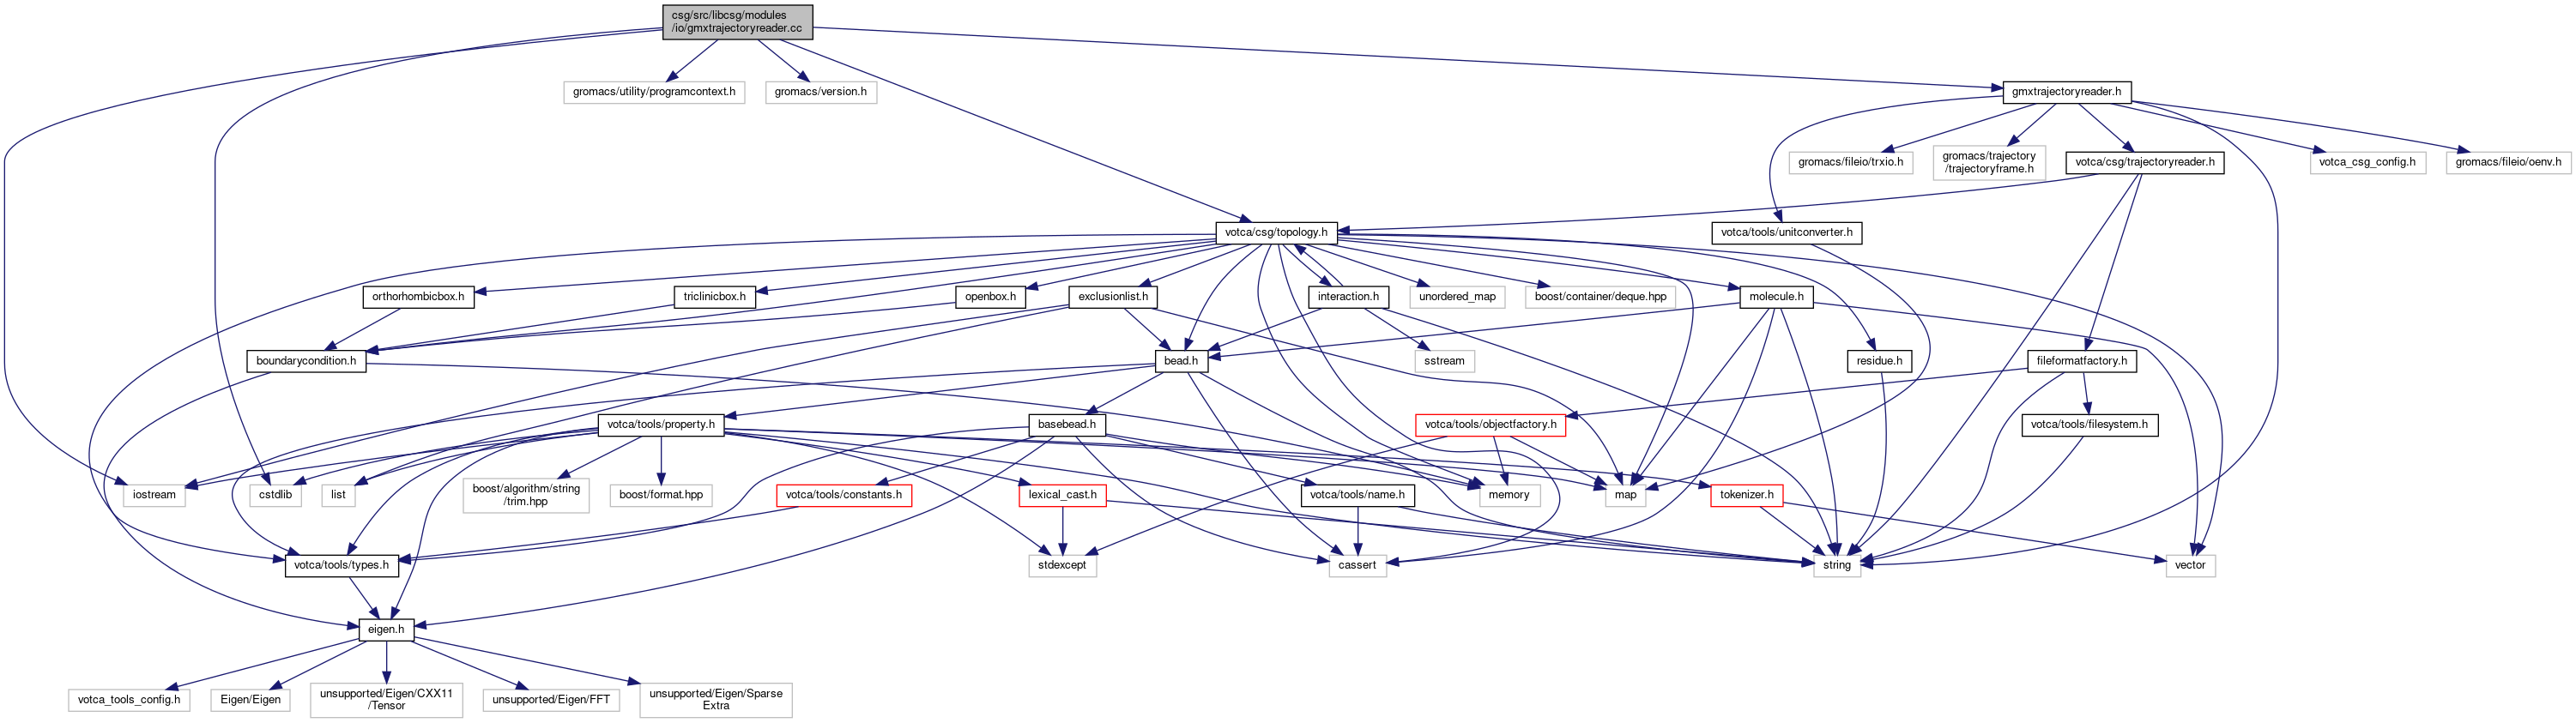 csg/src/libcsg/modules
/io/gmxtrajectoryreader.cc
gromacs/utility/programcontext.h
gromacs/version.h
gmxtrajectoryreader.h
gromacs/fileio/trxio.h
gromacs/trajectory
/trajectoryframe.h
votca/csg/trajectoryreader.h
votca_csg_config.h
gromacs/fileio/oenv.h
votca/csg/topology.h
votca/tools/unitconverter.h
orthorhombicbox.h
triclinicbox.h
openbox.h
exclusionlist.h
interaction.h
unordered_map
boost/container/deque.hpp
molecule.h
boundarycondition.h
bead.h
sstream
residue.h
fileformatfactory.h
votca/tools/property.h
basebead.h
votca/tools/objectfactory.h
votca/tools/filesystem.h
iostream
cstdlib
list
boost/algorithm/string
/trim.hpp
boost/format.hpp
votca/tools/constants.h
lexical_cast.h
votca/tools/name.h
memory
map
tokenizer.h
votca/tools/types.h
stdexcept
cassert
string
vector
eigen.h
votca_tools_config.h
Eigen/Eigen
unsupported/Eigen/CXX11
/Tensor
unsupported/Eigen/FFT
unsupported/Eigen/Sparse
Extra